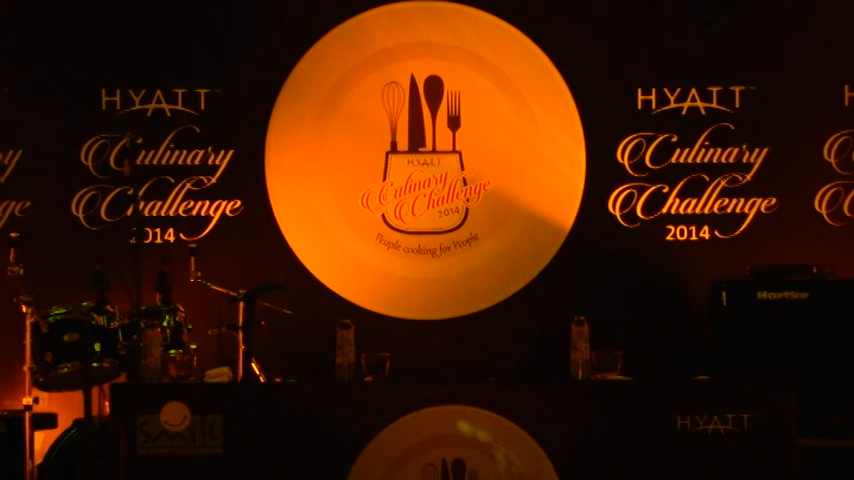 HYATT
Culinary
Challenge
2014
HYATT
Culinary Challenge
2014
People cooking for People
HYATT
Culinary
Challenge
2014
Hartke
HYATT